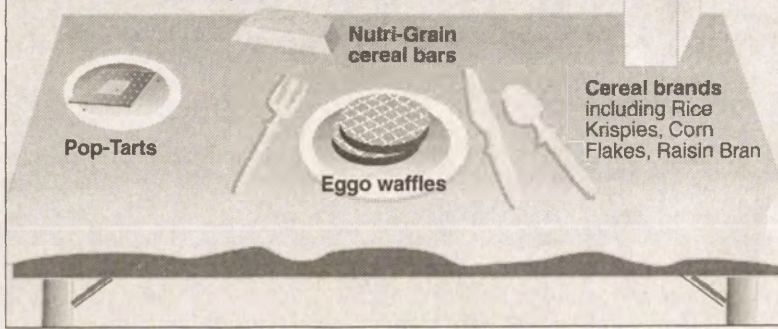 Nutri-Grain
cereal bars
Pop-Tarts
Eggo waffles
Cereal brands
including Rice
Krispies, Corn
Flakes, Raisin Bran